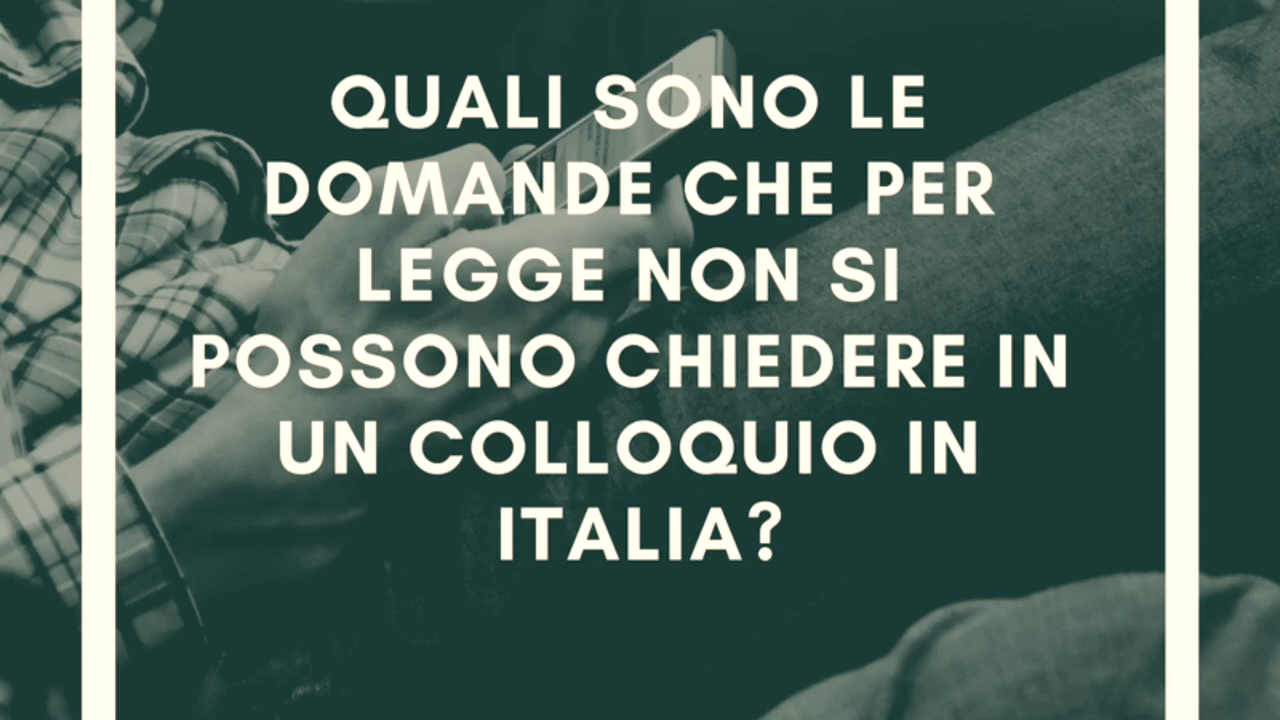 QUALI SONO LE
DOMANDE CHE PER
LEGGE NON SI
POSSONO CHIEDERE IN
UN COLLOQUIO IN
ITALIA?